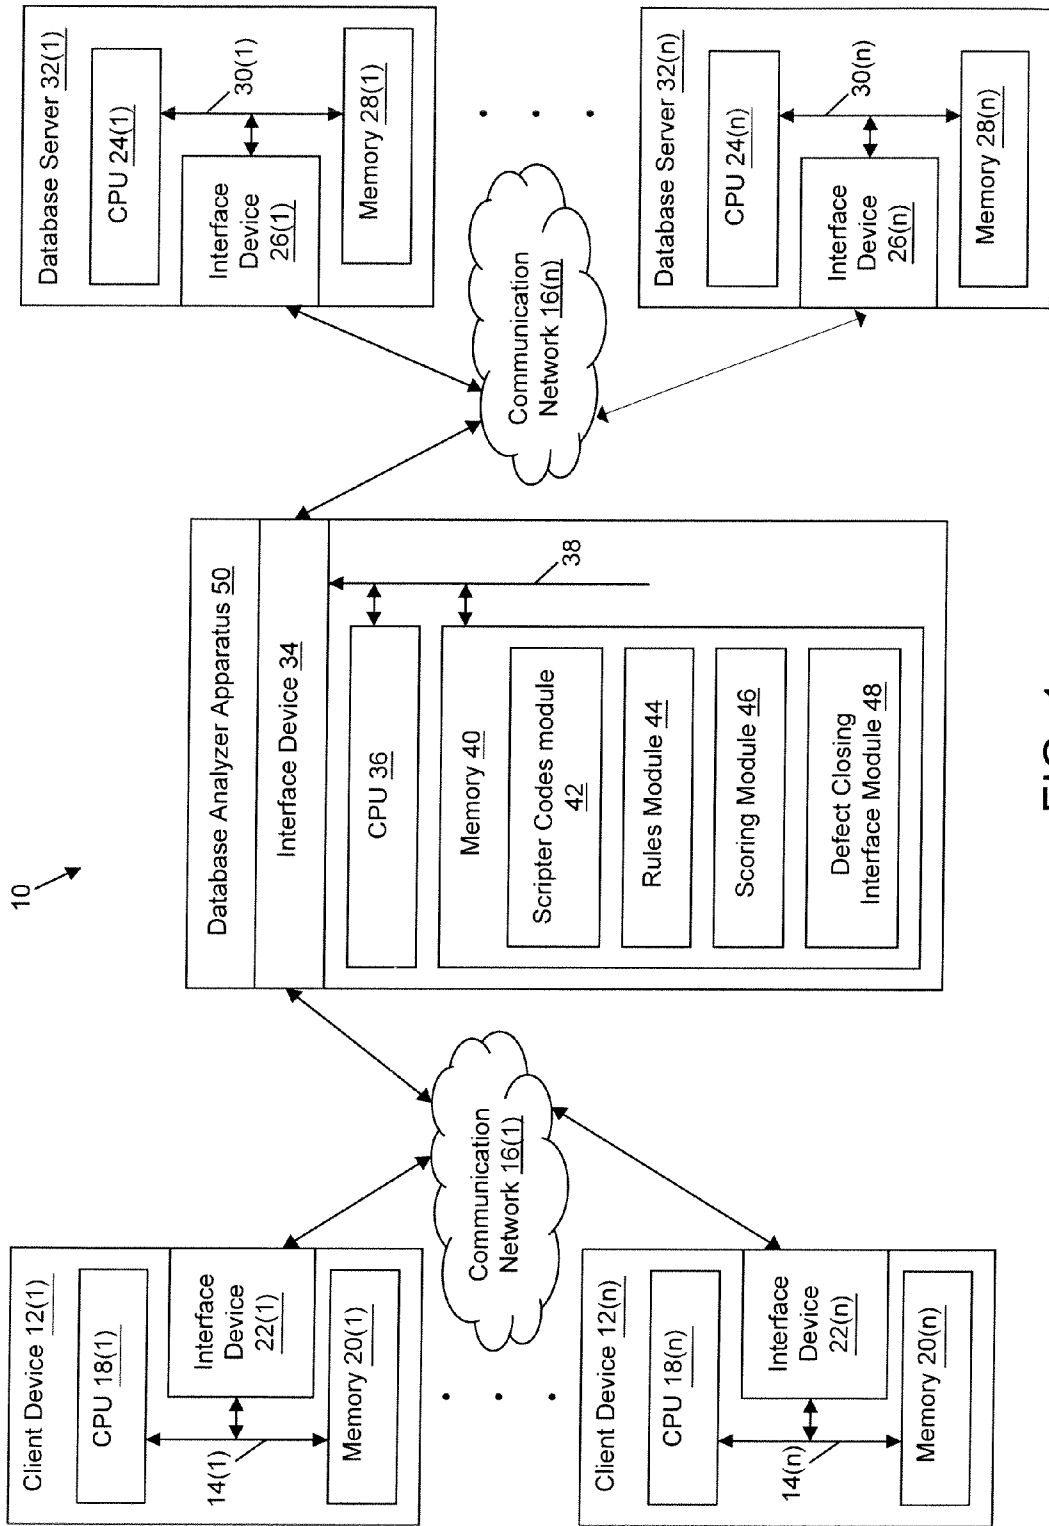 10
Client Device 12(1)
CPU 18(1)
Interface
Device
22(1)
14(1)
Memory 20(1)
Client Device 12(n)
CPU 18(n)
Interface
Device
22(n)
14(n)
Memory 20(n)
Communication
Network 16(1)
Database Analyzer Apparatus 50
Interface Device 34
CPU 36
38
Memory 40
Scripter Codes module
42
Rules Module 44
Scoring Module 46
Defect Closing
Interface Module 48
Communication
Network 16(n)
Database Server 32(1)
CPU 24(1)
30(1)
Interface
Device
26(1)
Memory 28(1)
Database Server 32(n)
CPU 24(n)
30(n)
Interface
Device
26(n)
Memory 28(n)